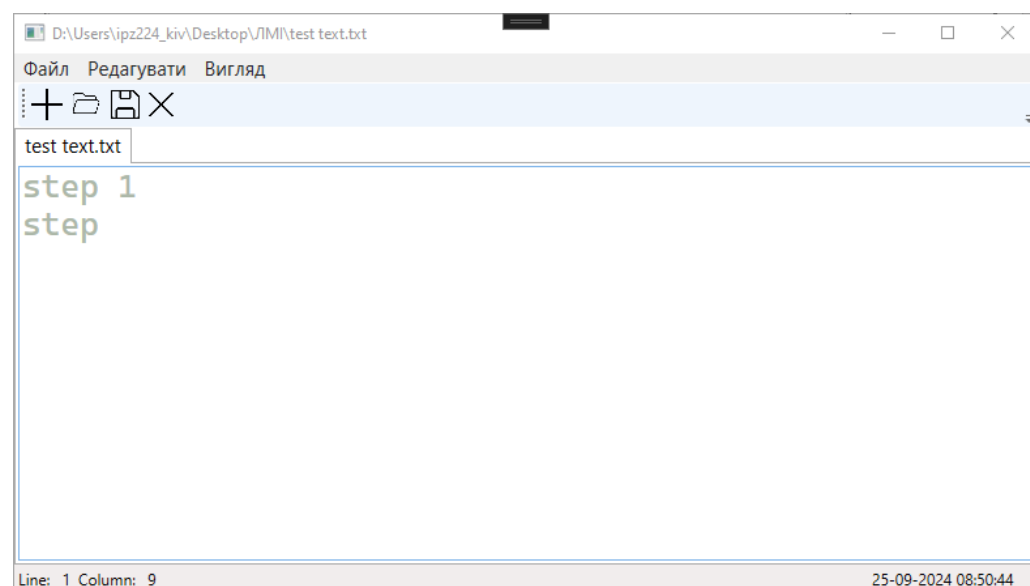 D:\Users\ipz224_kiv\Desktop\ЛМІ\test text.txt
Файл Редагувати Вигляд
test text.txt
step 1
step
Line: 1 Column: 9
25-09-2024 08:50:44